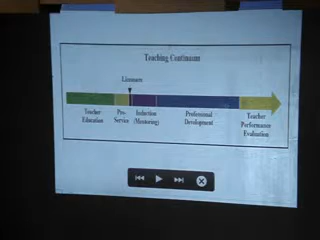 Teaching Continuum
Licensure
Teacher
Education
Pre-
Service
Induction
(Mentoring)
Professional
Development
Teacher
Performance
Evaluation